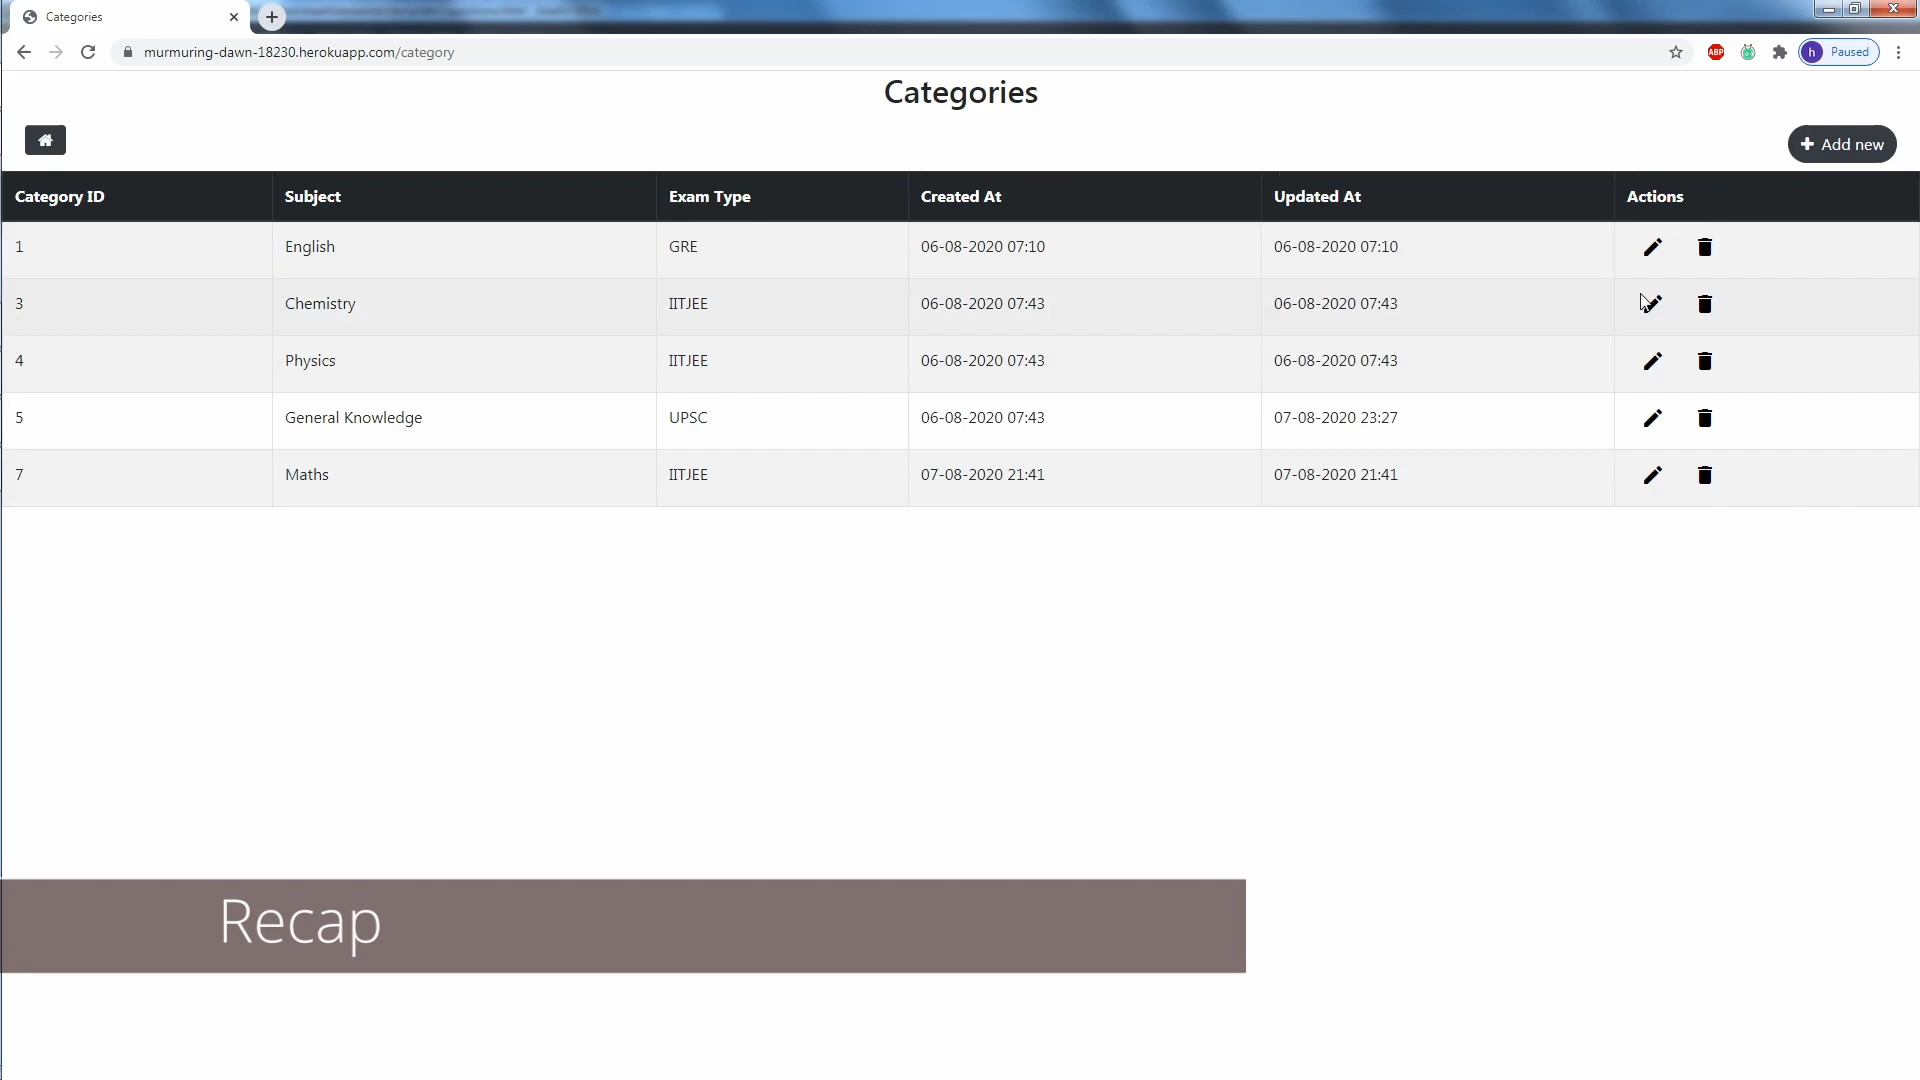 Categories
murmuring-dawn-18230.herokuapp.com/category
ABP
h Paused
Categories
Add new
Category ID Subject Exam Type Created At Updated At Actions
1 English GRE 06-08-2020 07:10 06-08-2020 07:10
3 Chemistry IITJEE 06-08-2020 07:43 06-08-2020 07:43
4 Physics IITJEE 06-08-2020 07:43 06-08-2020 07:43
5 General Knowledge UPSC 06-08-2020 07:43 07-08-2020 23:27
7 Maths IITJEE 07-08-2020 21:41 07-08-2020 21:41
Recap